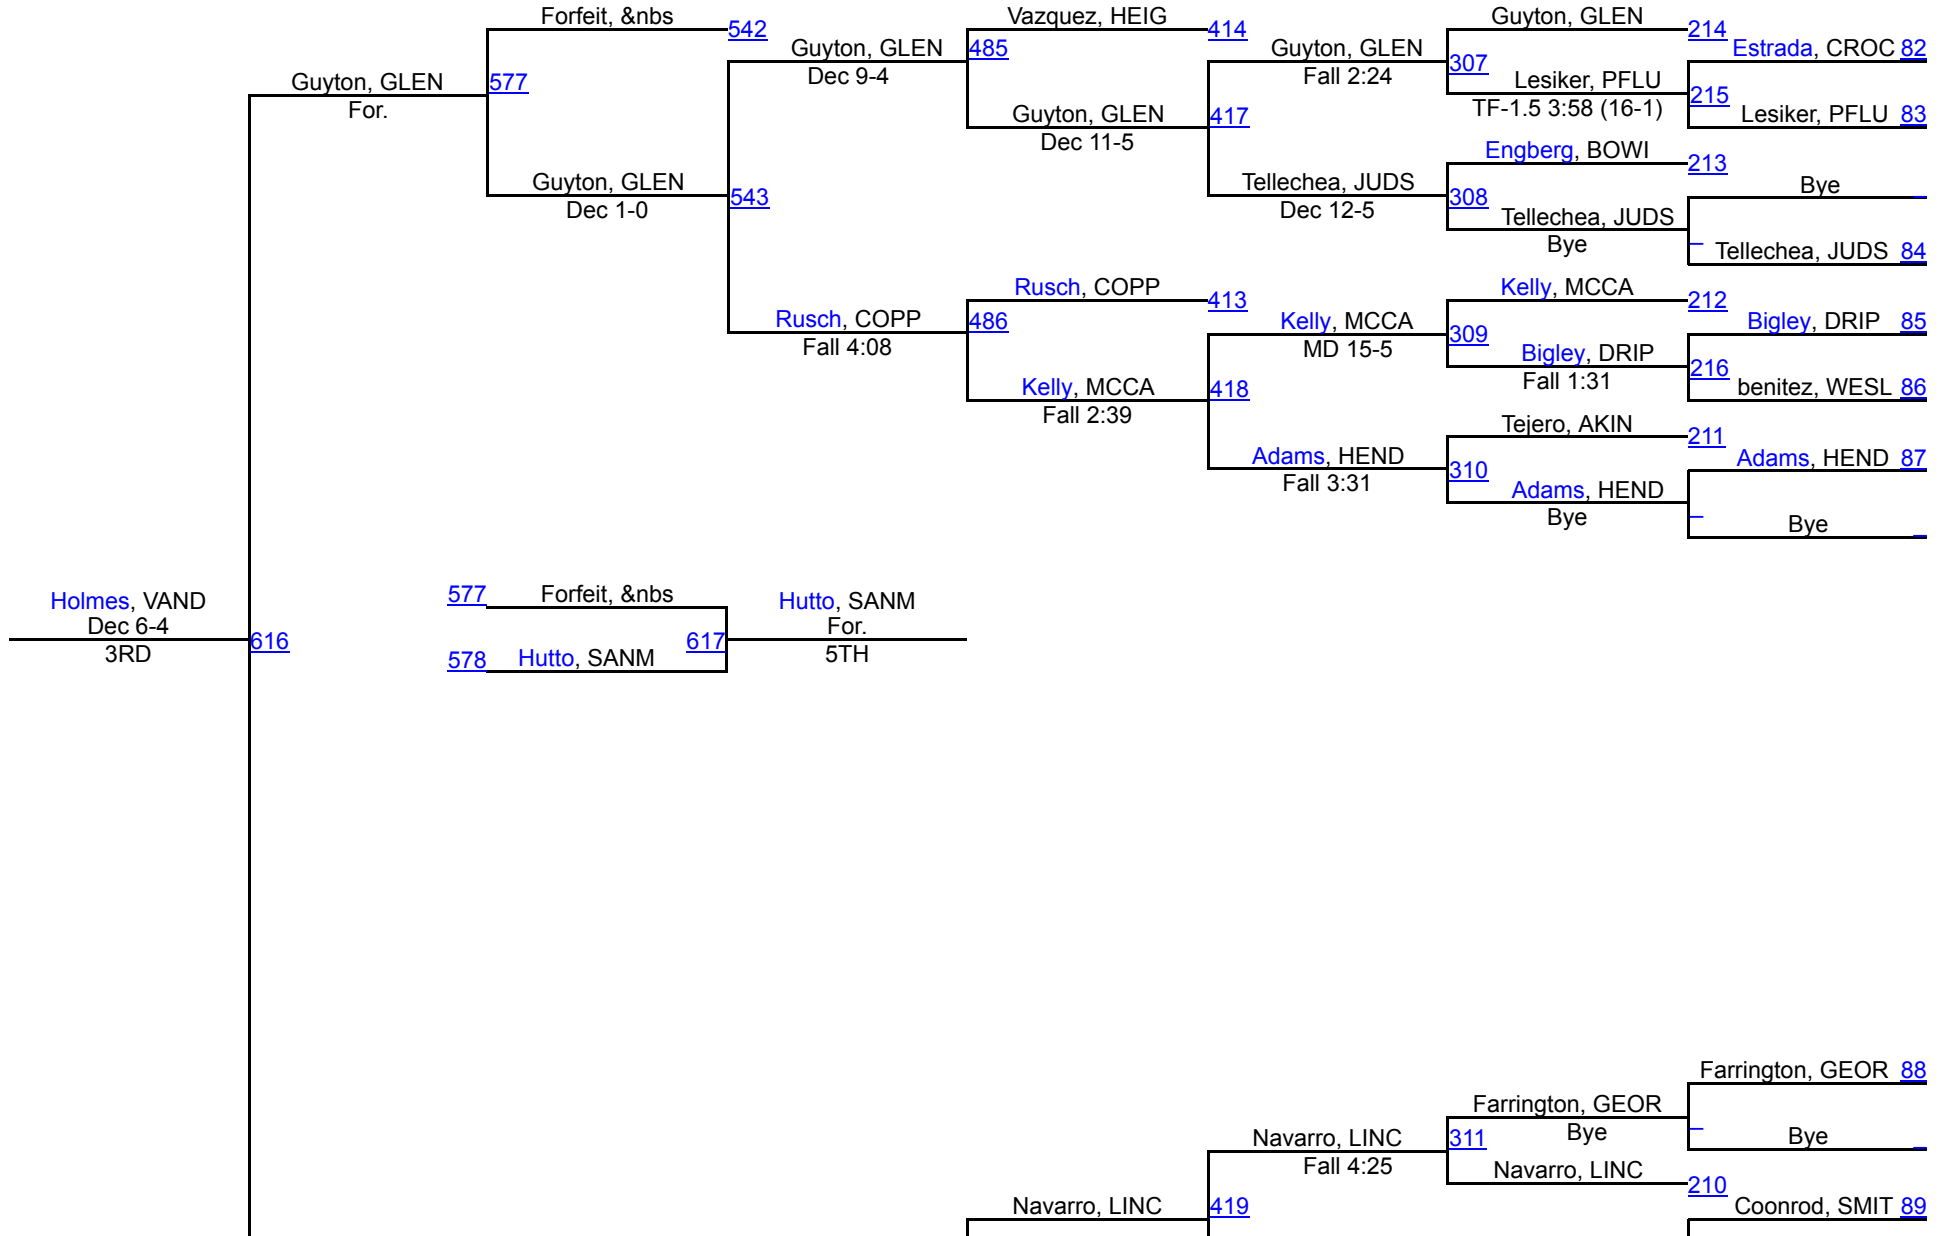 Forfeit, &nbs
542
Vazquez, HEIG
414
Guyton, GLEN
214
Guyton, GLEN
Dec 9-4
485
Guyton, GLEN
Fall 2:24
307
Estrada, CROC 82
Guyton, GLEN
For.
577
Lesiker, PFLU
TF-1.5 3:58 (16-1)
215
Lesiker, PFLU 83
Guyton, GLEN
Dec 11-5
417
Engberg, BOWI
213
Guyton, GLEN
Dec 1-0
543
Tellechea, JUDS
Dec 12-5
308
Bye
Tellechea, JUDS
Bye
Tellechea, JUDS 84
Rusch, COPP
413
Kelly, MCCA
212
Rusch, COPP
Fall 4:08
486
Kelly, MCCA
MD 15-5
309
Bigley, DRIP 85
Bigley, DRIP
Fall 1:31
216
benitez, WESL 86
Kelly, MCCA
Fall 2:39
418
Tejero, AKIN
211
Adams, HEND
Fall 3:31
310
Adams, HEND 87
Adams, HEND
Bye
Bye
Holmes, VAND
Dec 6-4
3RD
616
577
Forfeit, &nbs
578
Hutto, SANM
617
Hutto, SANM
For.
5TH
Farrington, GEOR 88
Farrington, GEOR
Bye
Bye
Navarro, LINC
Fall 4:25
311
Navarro, LINC
210
Navarro, LINC
419
Coonrod, SMIT 89